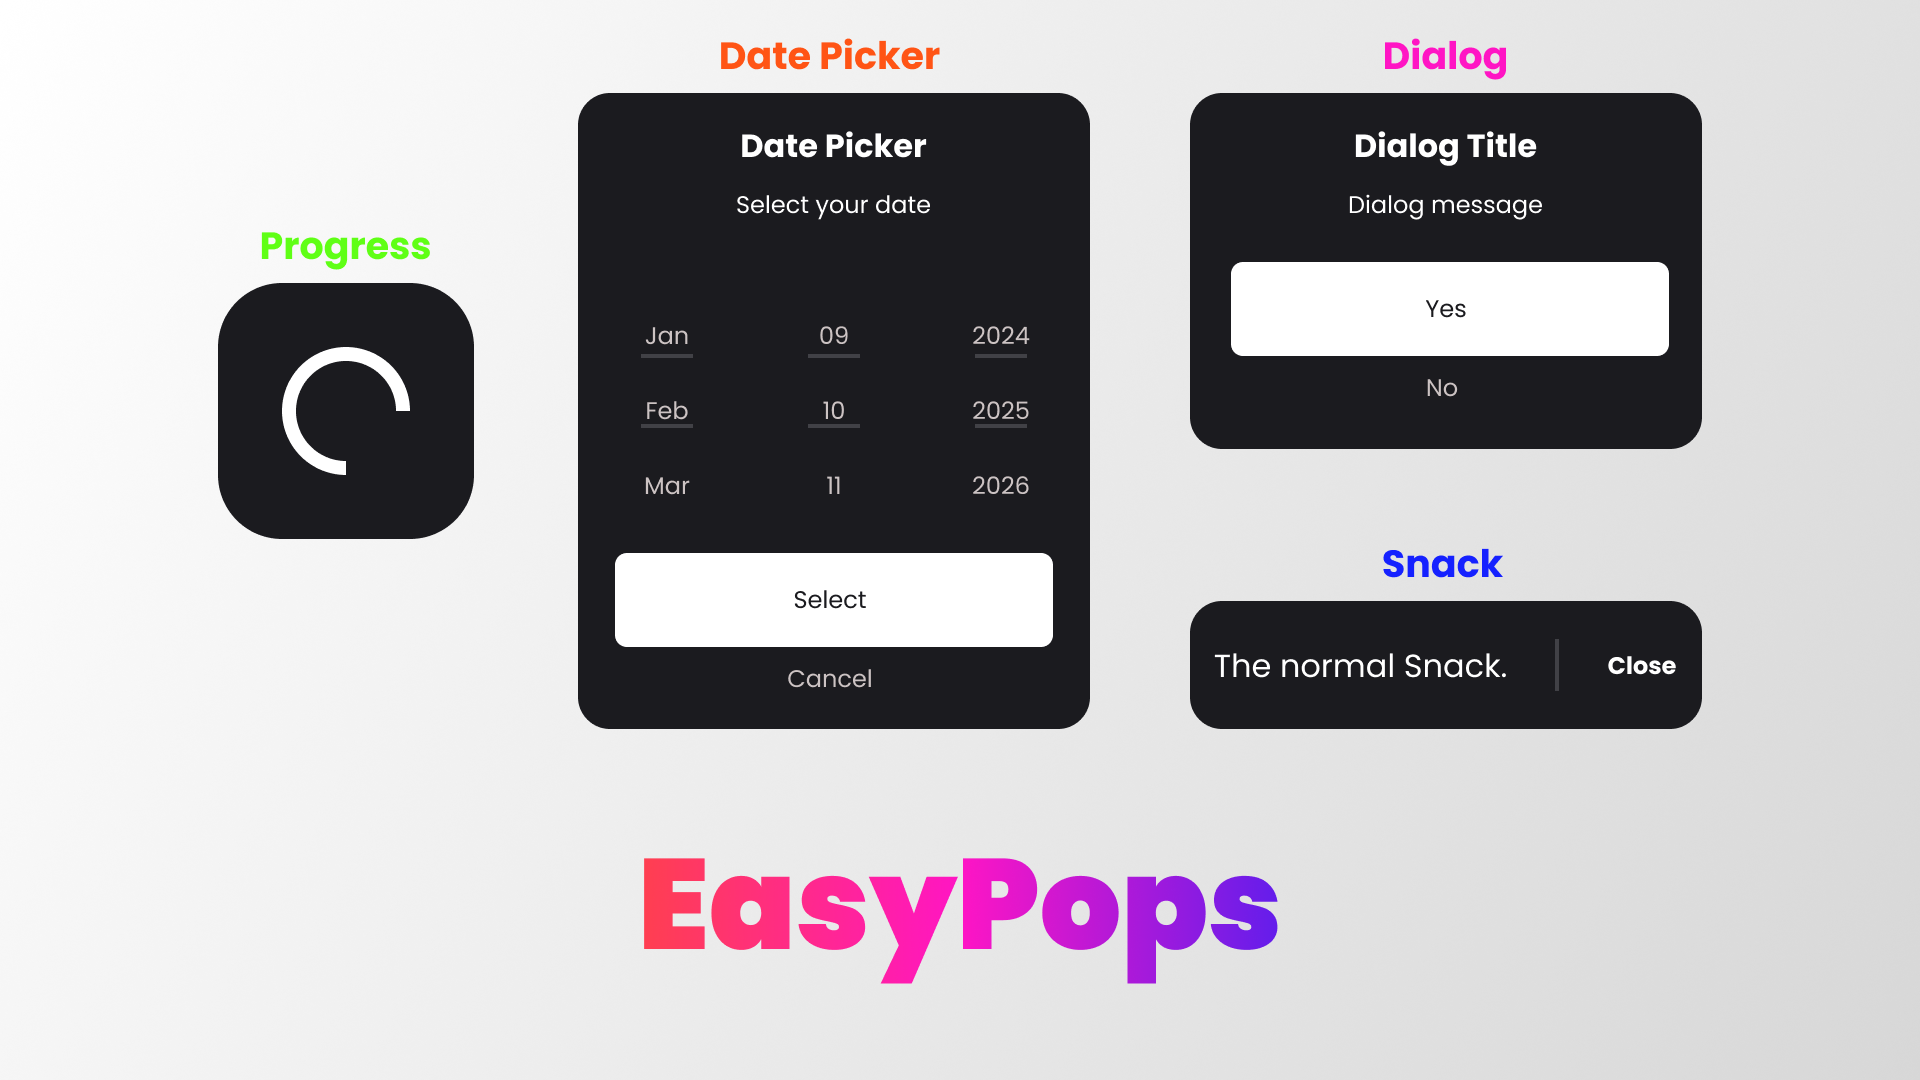 Progress
Date Picker
Date Picker
Select your date
Jan 09 2024
Feb 10 2025
Mar 11 2026
Select
Cancel
Dialog
Dialog Title
Dialog message
Yes
No
Snack
The normal Snack. Close
EasyPops